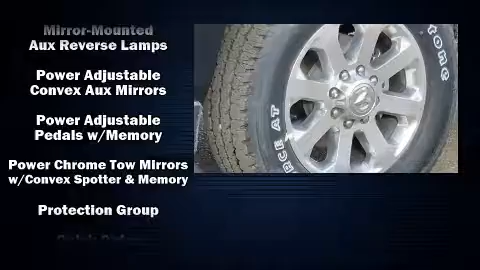 Mirror-Mounted
Aux Reverse Lamps
Power Adjustable
Convex Aux Mirrors
Power Adjustable
Pedals w/Memory
Power Chrome Tow Mirrors
w/Convex Spotter & Memory
Protection Group